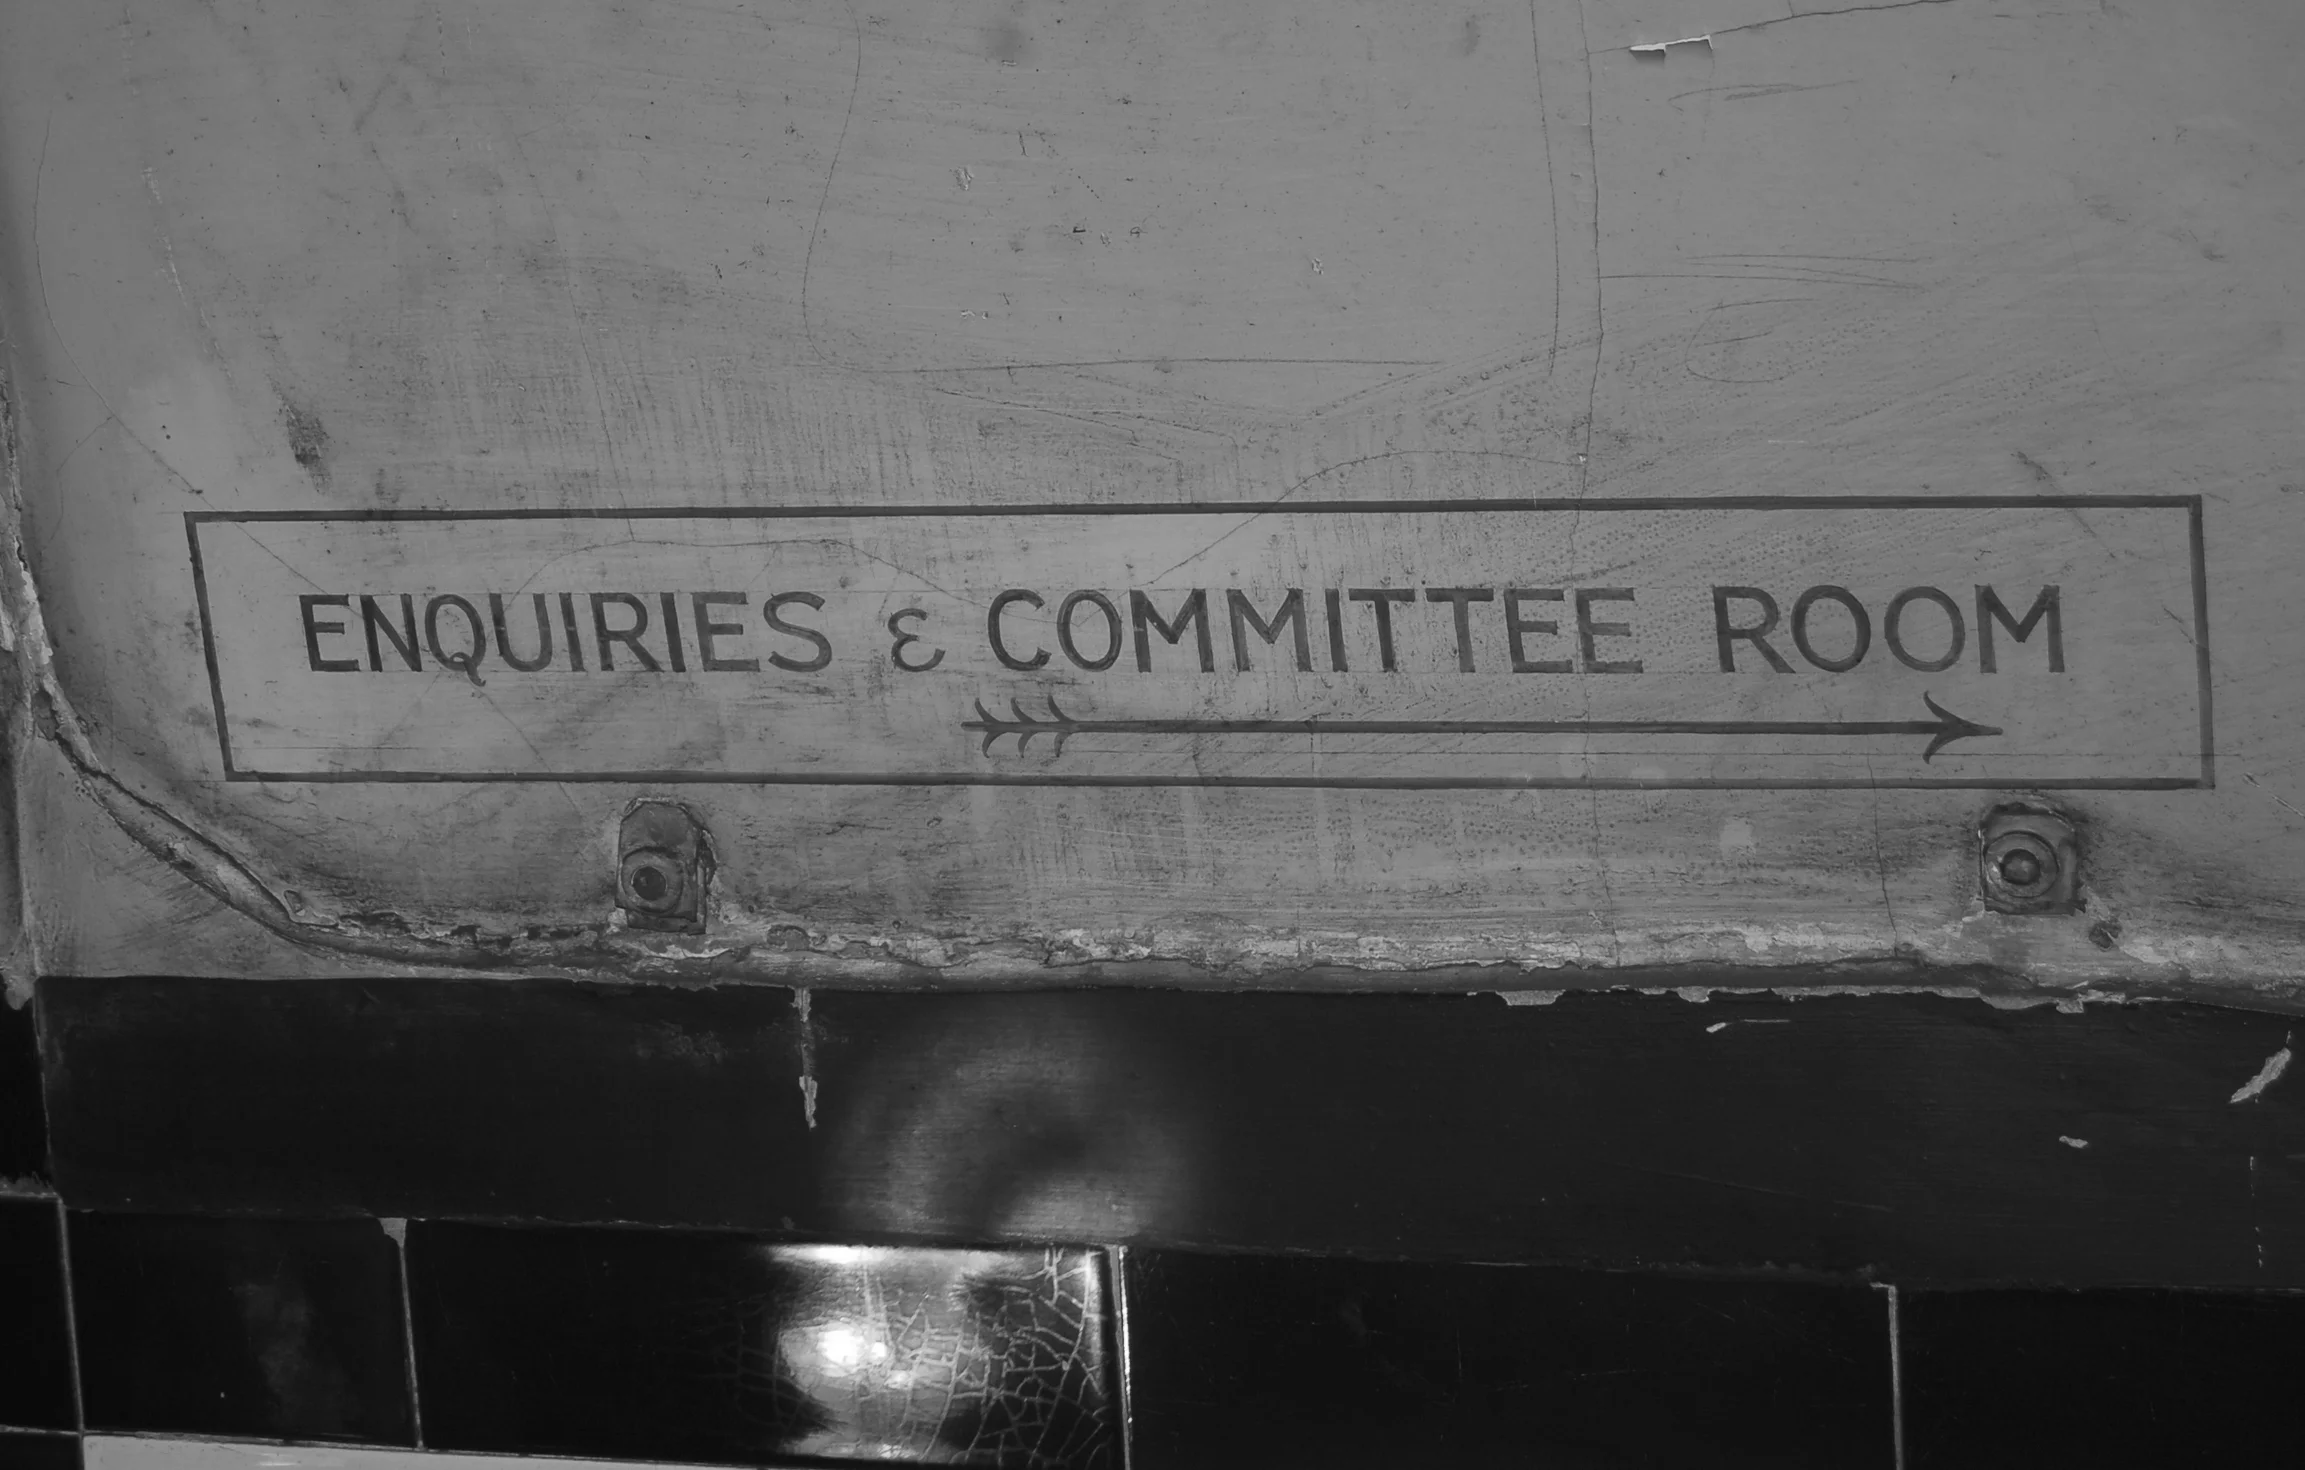 ENQUIRIES & COMMITTEE ROOM